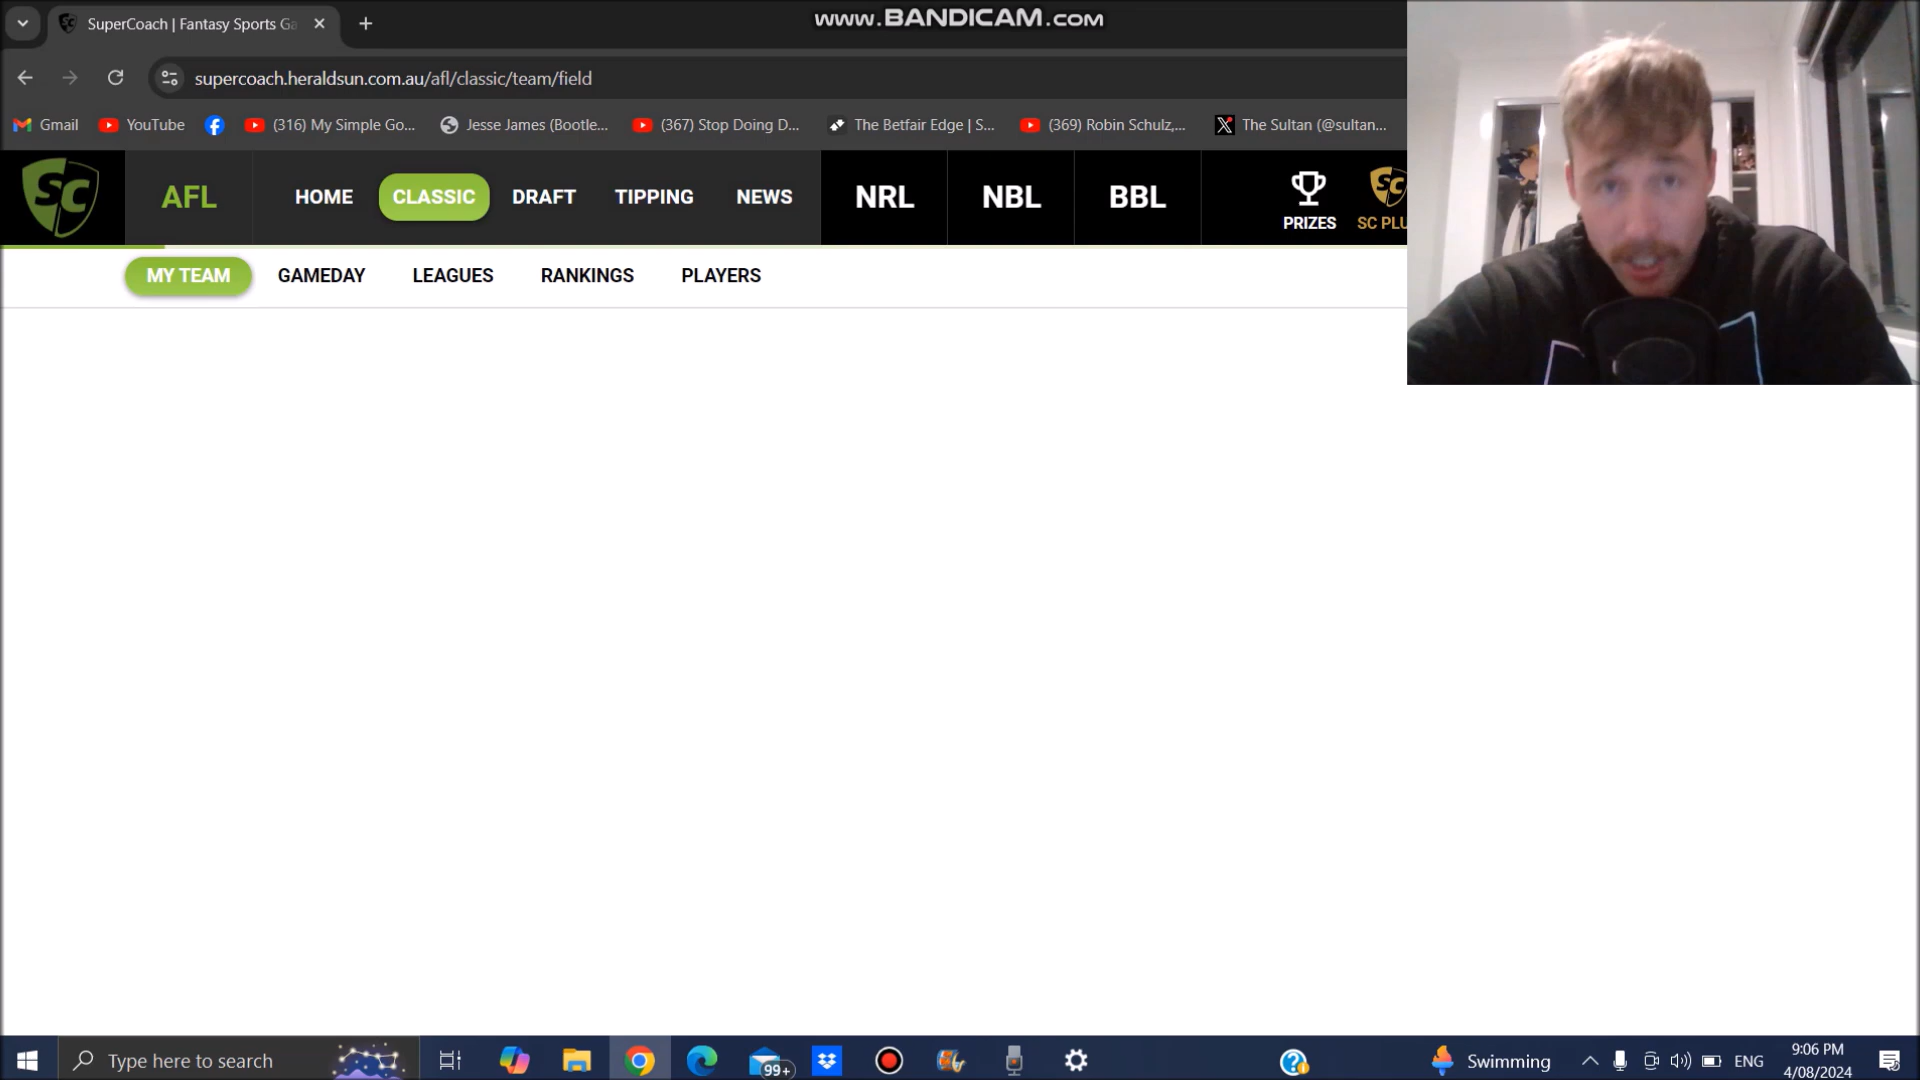 SuperCoach | Fantasy Sports Ga
www.BANDICAM.com
supercoach.heraldsun.com.au/afl/classic/team/field
Gmail
YouTube
(316) My Simple Go...
Jesse James (Bootle...
(367) Stop Doing D...
The Betfair Edge | S...
(369) Robin Schulz,...
The Sultan (@sultan...
SC
AFL
HOME
CLASSIC
DRAFT
TIPPING
NEWS
NRL
NBL
BBL
PRIZES
SC
SC PLU
MY TEAM
GAMEDAY
LEAGUES
RANKINGS
PLAYERS
Type here to search
99+
Swimming
ENG
9:06 PM
4/08/2024